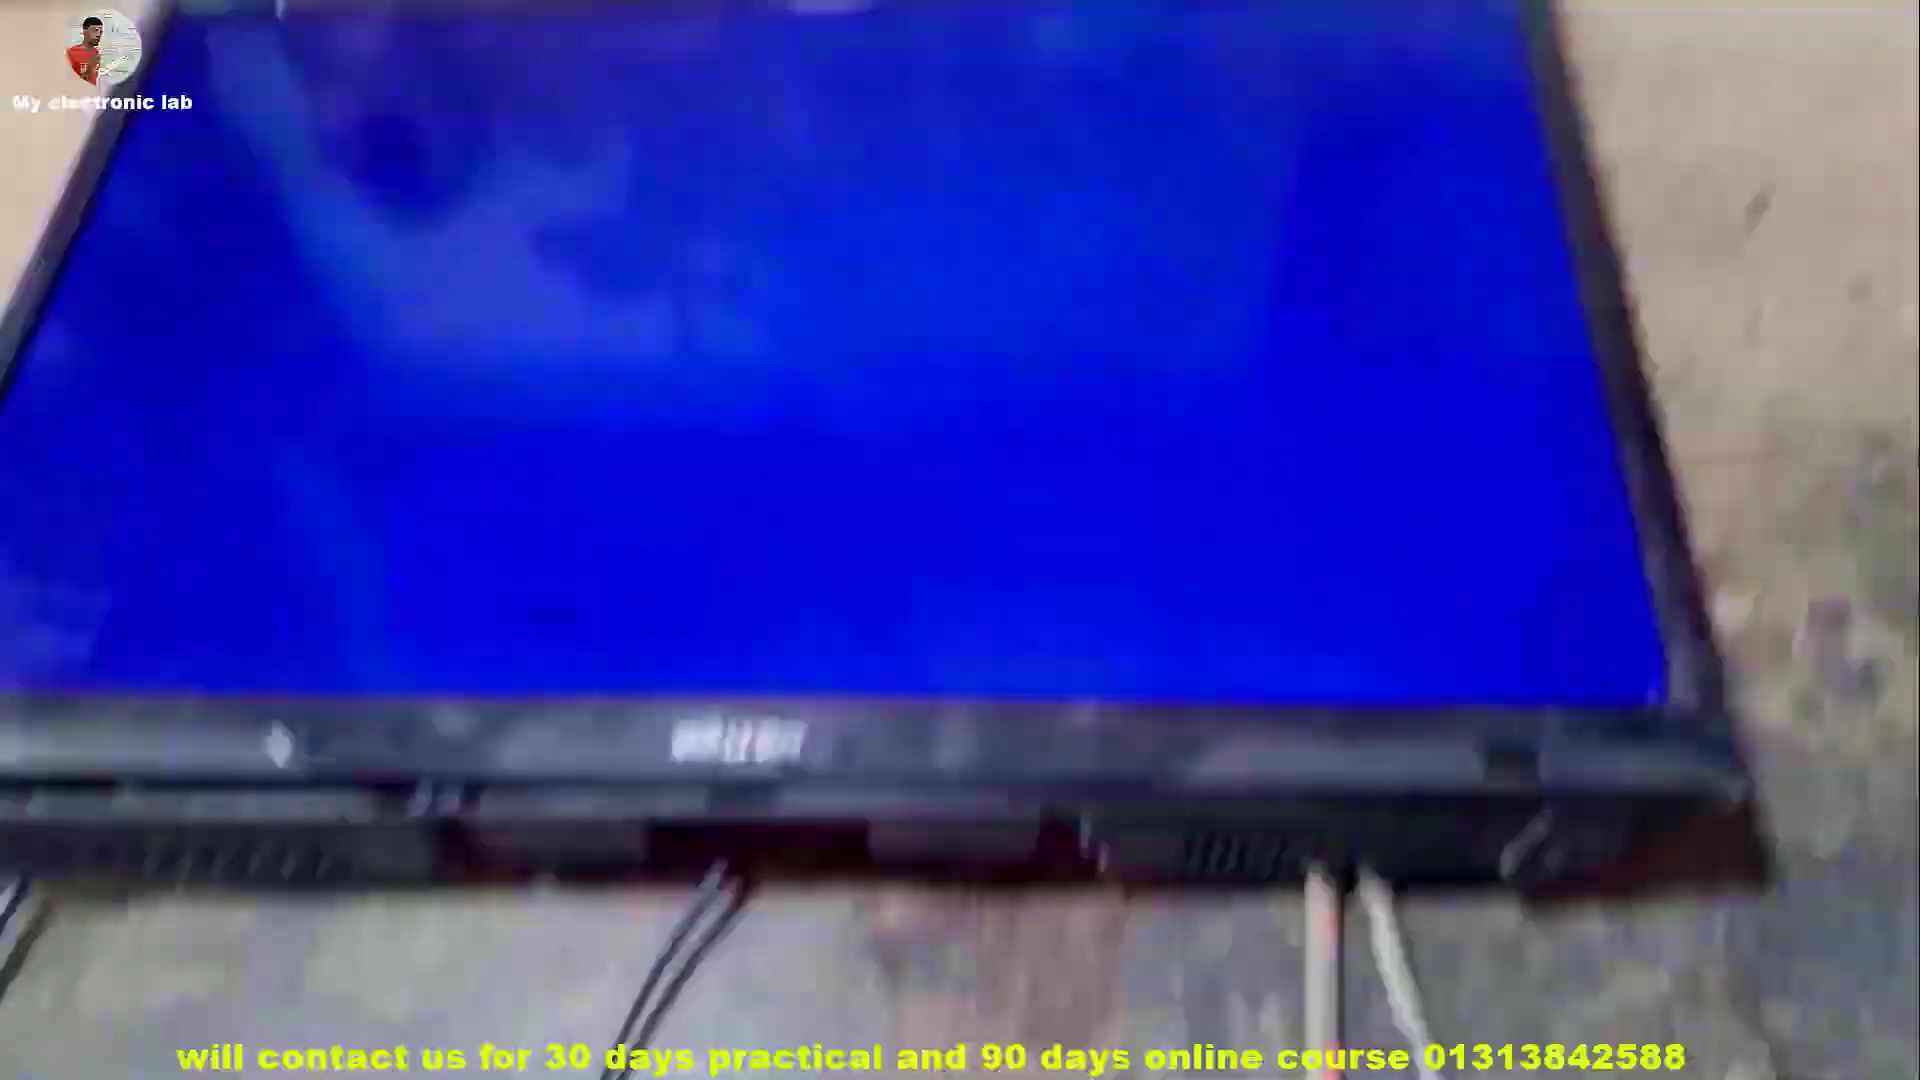 My electronic lab
will contact us for 30 days practical and 90 days online course 01313842588